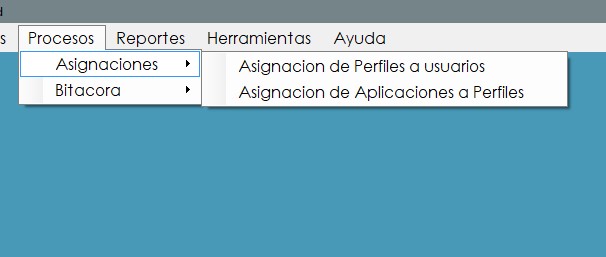 Procesos Reportes Herramientas Ayuda
Asignaciones
Asignacion de Perfiles a usuarios
Bitacora
Asignacion de Aplicaciones a Perfiles